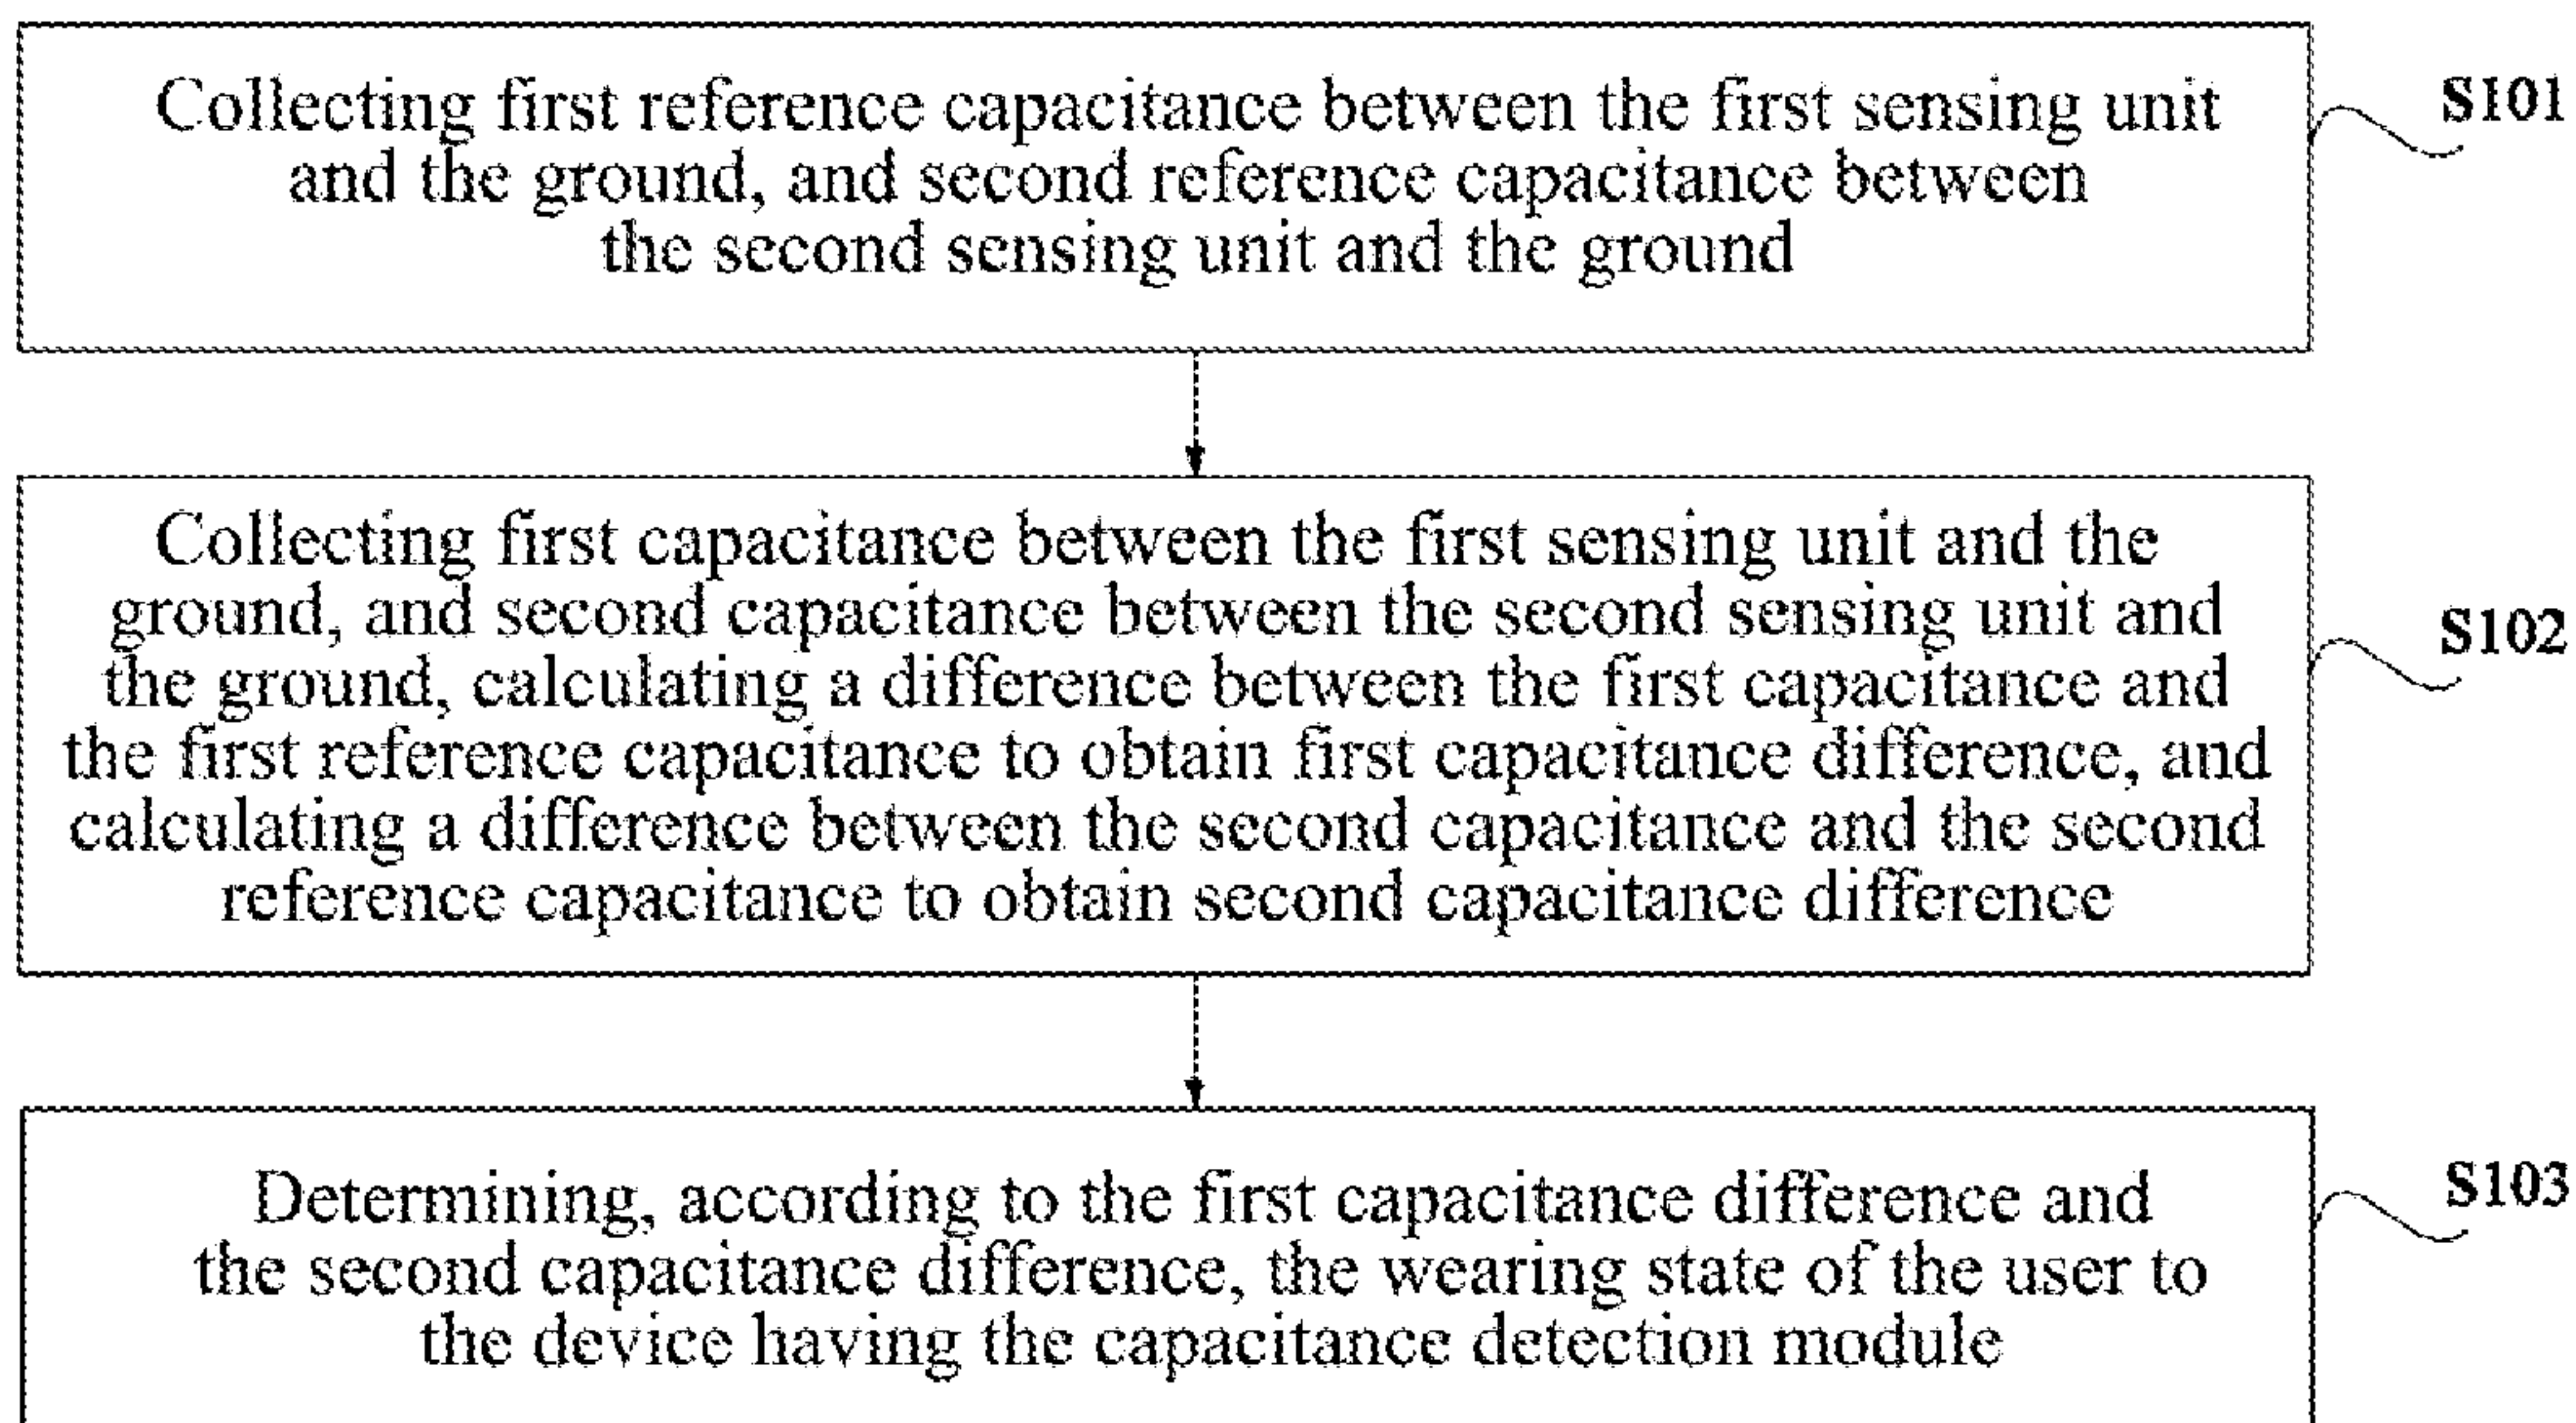 Collecting first reference capacitance between the first sensing unit
and the ground, and second reference capacitance between
the second sensing unit and the ground
S101
Collecting first capacitance between the first sensing unit and the
ground, and second capacitance between the second sensing unit and
the ground, calculating a difference between the first capacitance and
the first reference capacitance to obtain first capacitance difference, and
calculating a difference between the second capacitance and the second
reference capacitance to obtain second capacitance difference
S102
Determining, according to the first capacitance difference and
the second capacitance difference, the wearing state of the user to
the device having the capacitance detection module
S103